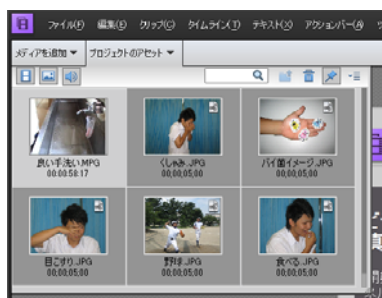 ファイル(F) 編集(E) クリップ(C) タイムライン(T) テキスト(X) アクションバー(A)
メディアを追加 プロジェクトのアセット
良い手洗い.MPG くしゃみ.JPG バイ菌イメージ.JPG
00:00:58:17 00;00;05;00 00;00;05;00
目こすり.JPG 野球.JPG 食べる.JPG
00;00;05;00 00;00;05;00 00;00;05;00